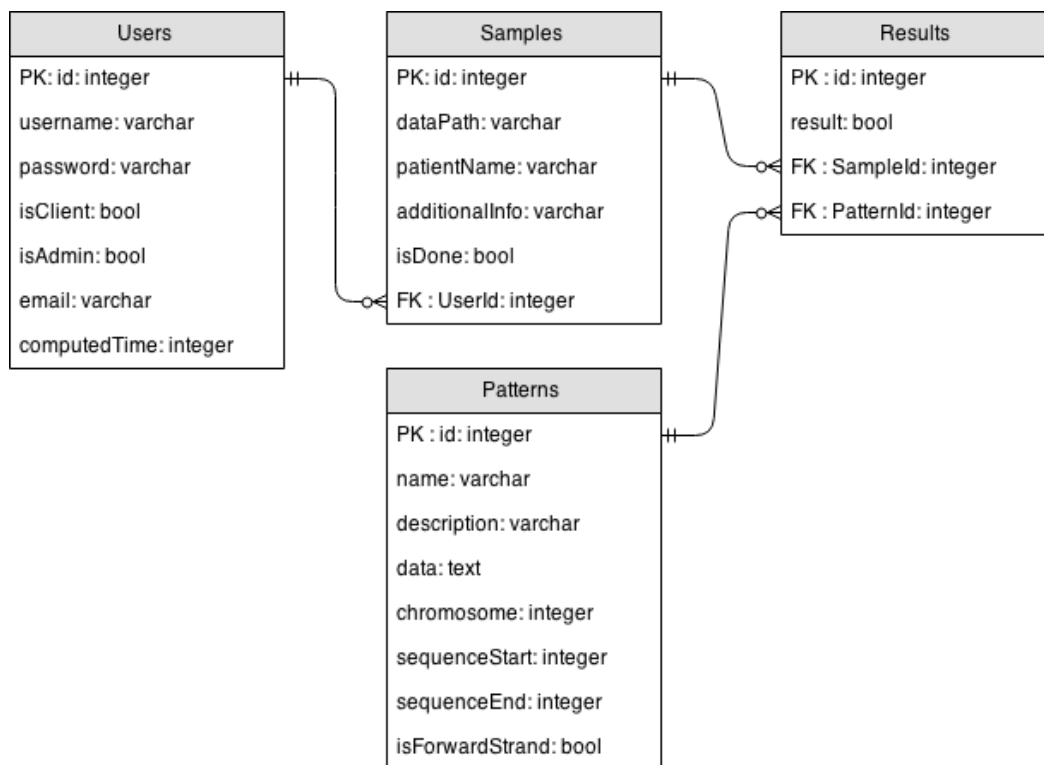 Users
PK: id: integer
username: varchar
password: varchar
isClient: bool
isAdmin: bool
email: varchar
computedTime: integer
Samples
PK: id: integer
dataPath: varchar
patientName: varchar
additionalInfo: varchar
isDone: bool
FK : UserId: integer
Results
PK : id: integer
result: bool
FK : SampleId: integer
FK : PatternId: integer
Patterns
PK : id: integer
name: varchar
description: varchar
data: text
chromosome: integer
sequenceStart: integer
sequenceEnd: integer
isForwardStrand: bool